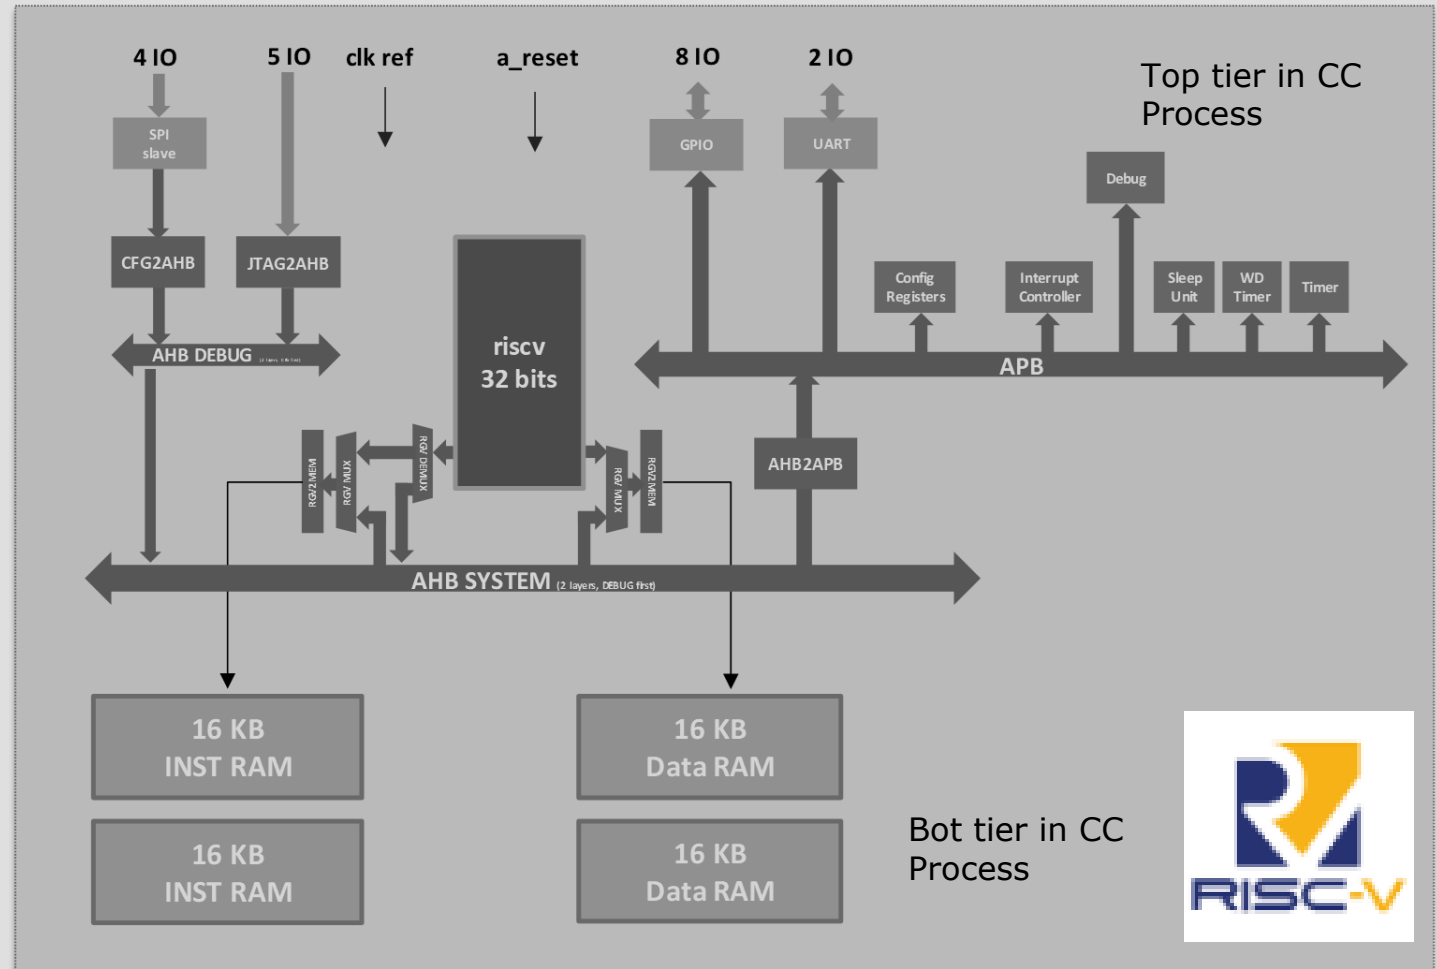 4 IO
5 IO
clk ref
a_reset
8 IO
2 IO
Top tier in CC
Process
SPI
slave
GPIO
UART
Debug
CFG2AHB
JTAG2AHB
Config
Registers
Interrupt
Controller
Sleep
Unit
WD
Timer
Timer
riscv
32 bits
AHB DEBUG
APB
RGV2MEM
RGV MUX
RGV DEMUX
RGV MUX
RGV2MEM
AHB2APB
AHB SYSTEM (2 layers, DEBUG first)
16 KB
INST RAM
16 KB
Data RAM
16 KB
INST RAM
16 KB
Data RAM
Bot tier in CC
Process
RISC-V